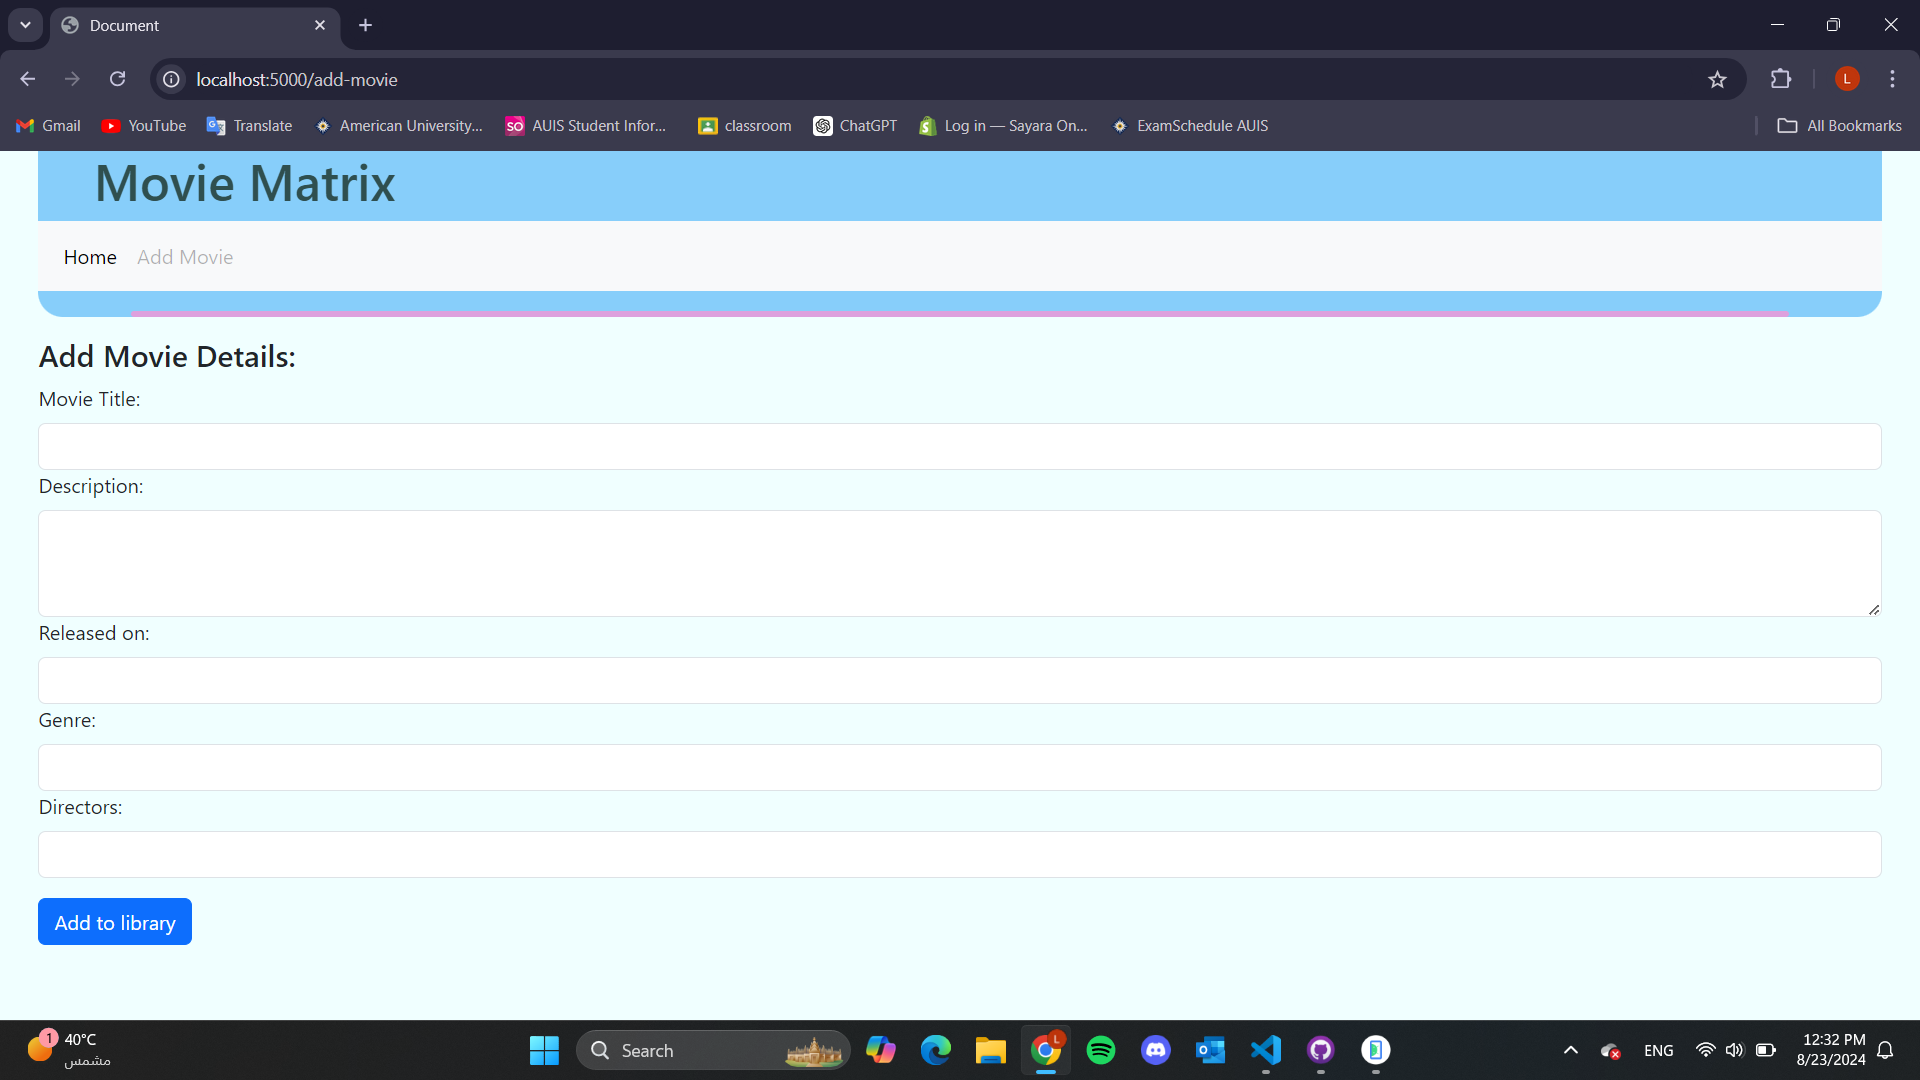 Document
localhost:5000/add-movie
L
Gmail YouTube Translate American University... SO AUIS Student Infor... classroom ChatGPT Log in — Sayara On... ExamSchedule AUIS All Bookmarks
Movie Matrix
Home Add Movie
Add Movie Details:
Movie Title:
Description:
Released on:
Genre:
Directors:
Add to library
1 40°C
مشمس
Search
L
ENG
12:32 PM
8/23/2024